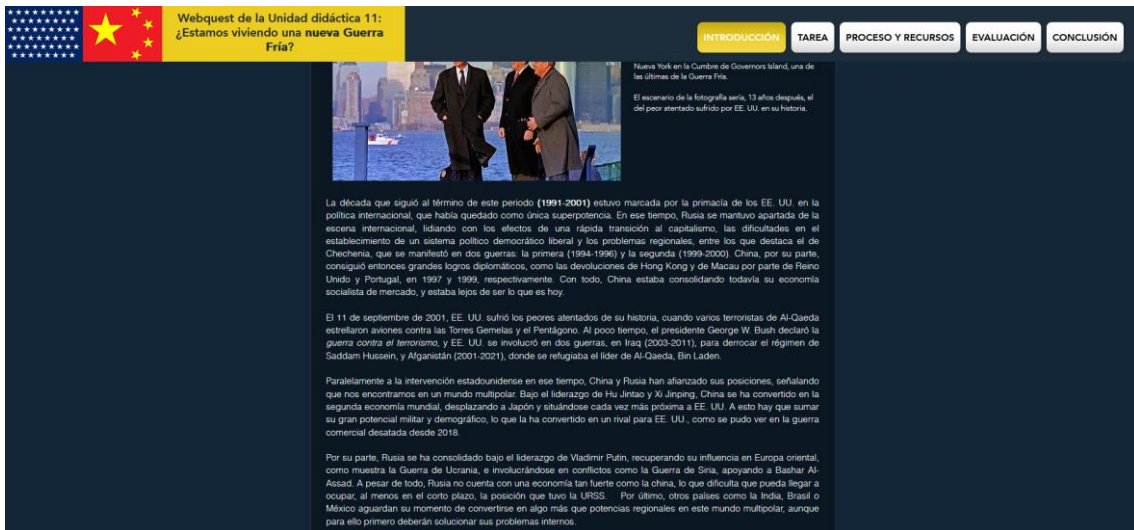 Webquest de la Unidad didáctica 11:
¿Estamos viviendo una nueva Guerra
Fría?
INTRODUCCIÓN
TAREA
PROCESO Y RECURSOS
EVALUACIÓN
CONCLUSIÓN
Nueva York en la Cumbre de Governors Island, una de
las últimas de la Guerra Fría.
El escenario de la fotografía sería, 13 años después, el
del peor atentado sufrido por EE. UU. en su historia.
La década que siguió al término de este periodo (1991-2001) estuvo marcada por la primacía de los EE. UU. en la
política internacional, que había quedado como única superpotencia. En ese tiempo, Rusia se mantuvo apartada de la
escena internacional, lidiando con los efectos de una rápida transición al capitalismo, las dificultades en el
establecimiento de un sistema político democrático liberal y los problemas regionales, entre los que destaca el de
Chechenia, que se manifestó en dos guerras: la primera (1994-1996) y la segunda (1999-2000). China, por su parte,
consiguió entonces grandes logros diplomáticos, como las devoluciones de Hong Kong y de Macau por parte de Reino
Unido y Portugal, en 1997 y 1999, respectivamente. Con todo, China estaba consolidando todavía su economía
socialista de mercado, y estaba lejos de ser lo que es hoy.
El 11 de septiembre de 2001, EE. UU. sufrió los peores atentados de su historia, cuando varios terroristas de Al-Qaeda
estrellaron aviones contra las Torres Gemelas y el Pentágono. Al poco tiempo, el presidente George W. Bush declaró la
guerra contra el terrorismo, y EE. UU. se involucró en dos guerras, en Iraq (2003-2011), para derrocar el régimen de
Saddam Hussein, y Afganistán (2001-2021), donde se refugiaba el líder de Al-Qaeda, Bin Laden.
Paralelamente a la intervención estadounidense en ese tiempo, China y Rusia han afianzado sus posiciones, señalando
que nos encontramos en un mundo multipolar. Bajo el liderazgo de Hu Jintao y Xi Jinping, China se ha convertido en la
segunda economía mundial, desplazando a Japón y situándose cada vez más próxima a EE. UU. A esto hay que sumar
su gran potencial militar y demográfico, lo que la ha convertido en un rival para EE. UU., como se pudo ver en la guerra
comercial desatada desde 2018.
Por su parte, Rusia se ha consolidado bajo el liderazgo de Vladimir Putin, recuperando su influencia en Europa oriental,
como muestra la Guerra de Ucrania, e involucrándose en conflictos como la Guerra de Siria, apoyando a Bashar Al-
Assad. A pesar de todo, Rusia no cuenta con una economía tan fuerte como la china, lo que dificulta que pueda llegar a
ocupar, al menos en el corto plazo, la posición que tuvo la URSS. Por último, otros países como la India, Brasil o
México aguardan su momento de convertirse en algo más que potencias regionales en este mundo multipolar, aunque
para ello primero deberán solucionar sus problemas internos.